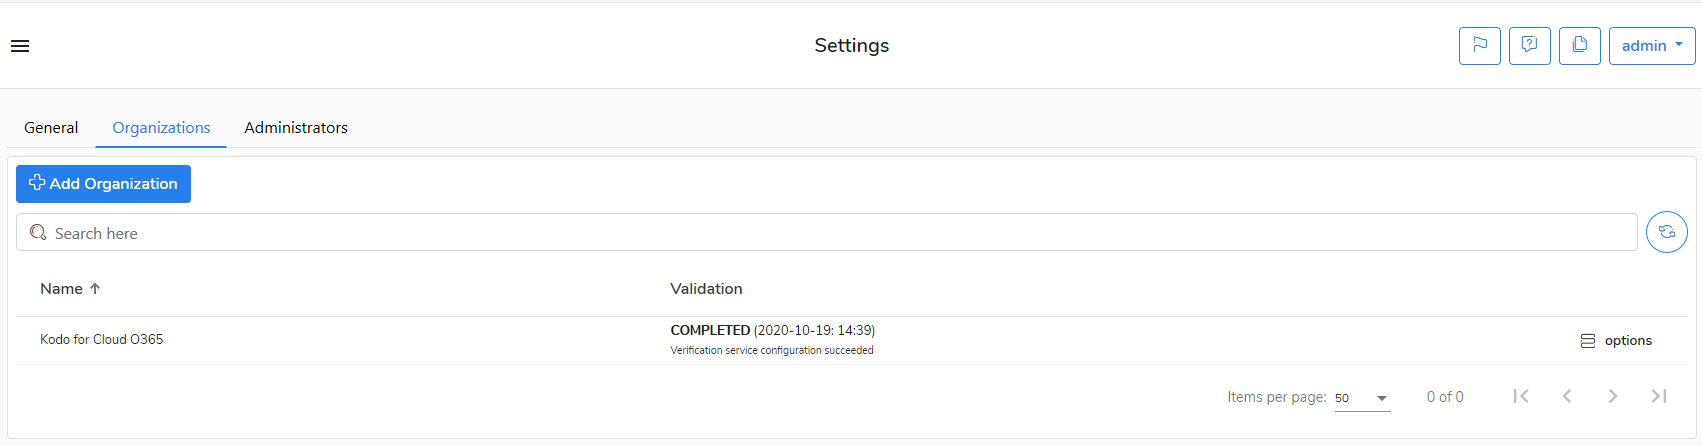 Settings
admin
General Organizations Administrators
Add Organization
Search here
Name Validation
Kodo for Cloud O365 COMPLETED (2020-10-19: 14:39)
Verification service configuration succeeded
options
Items per page: 50 0 of 0